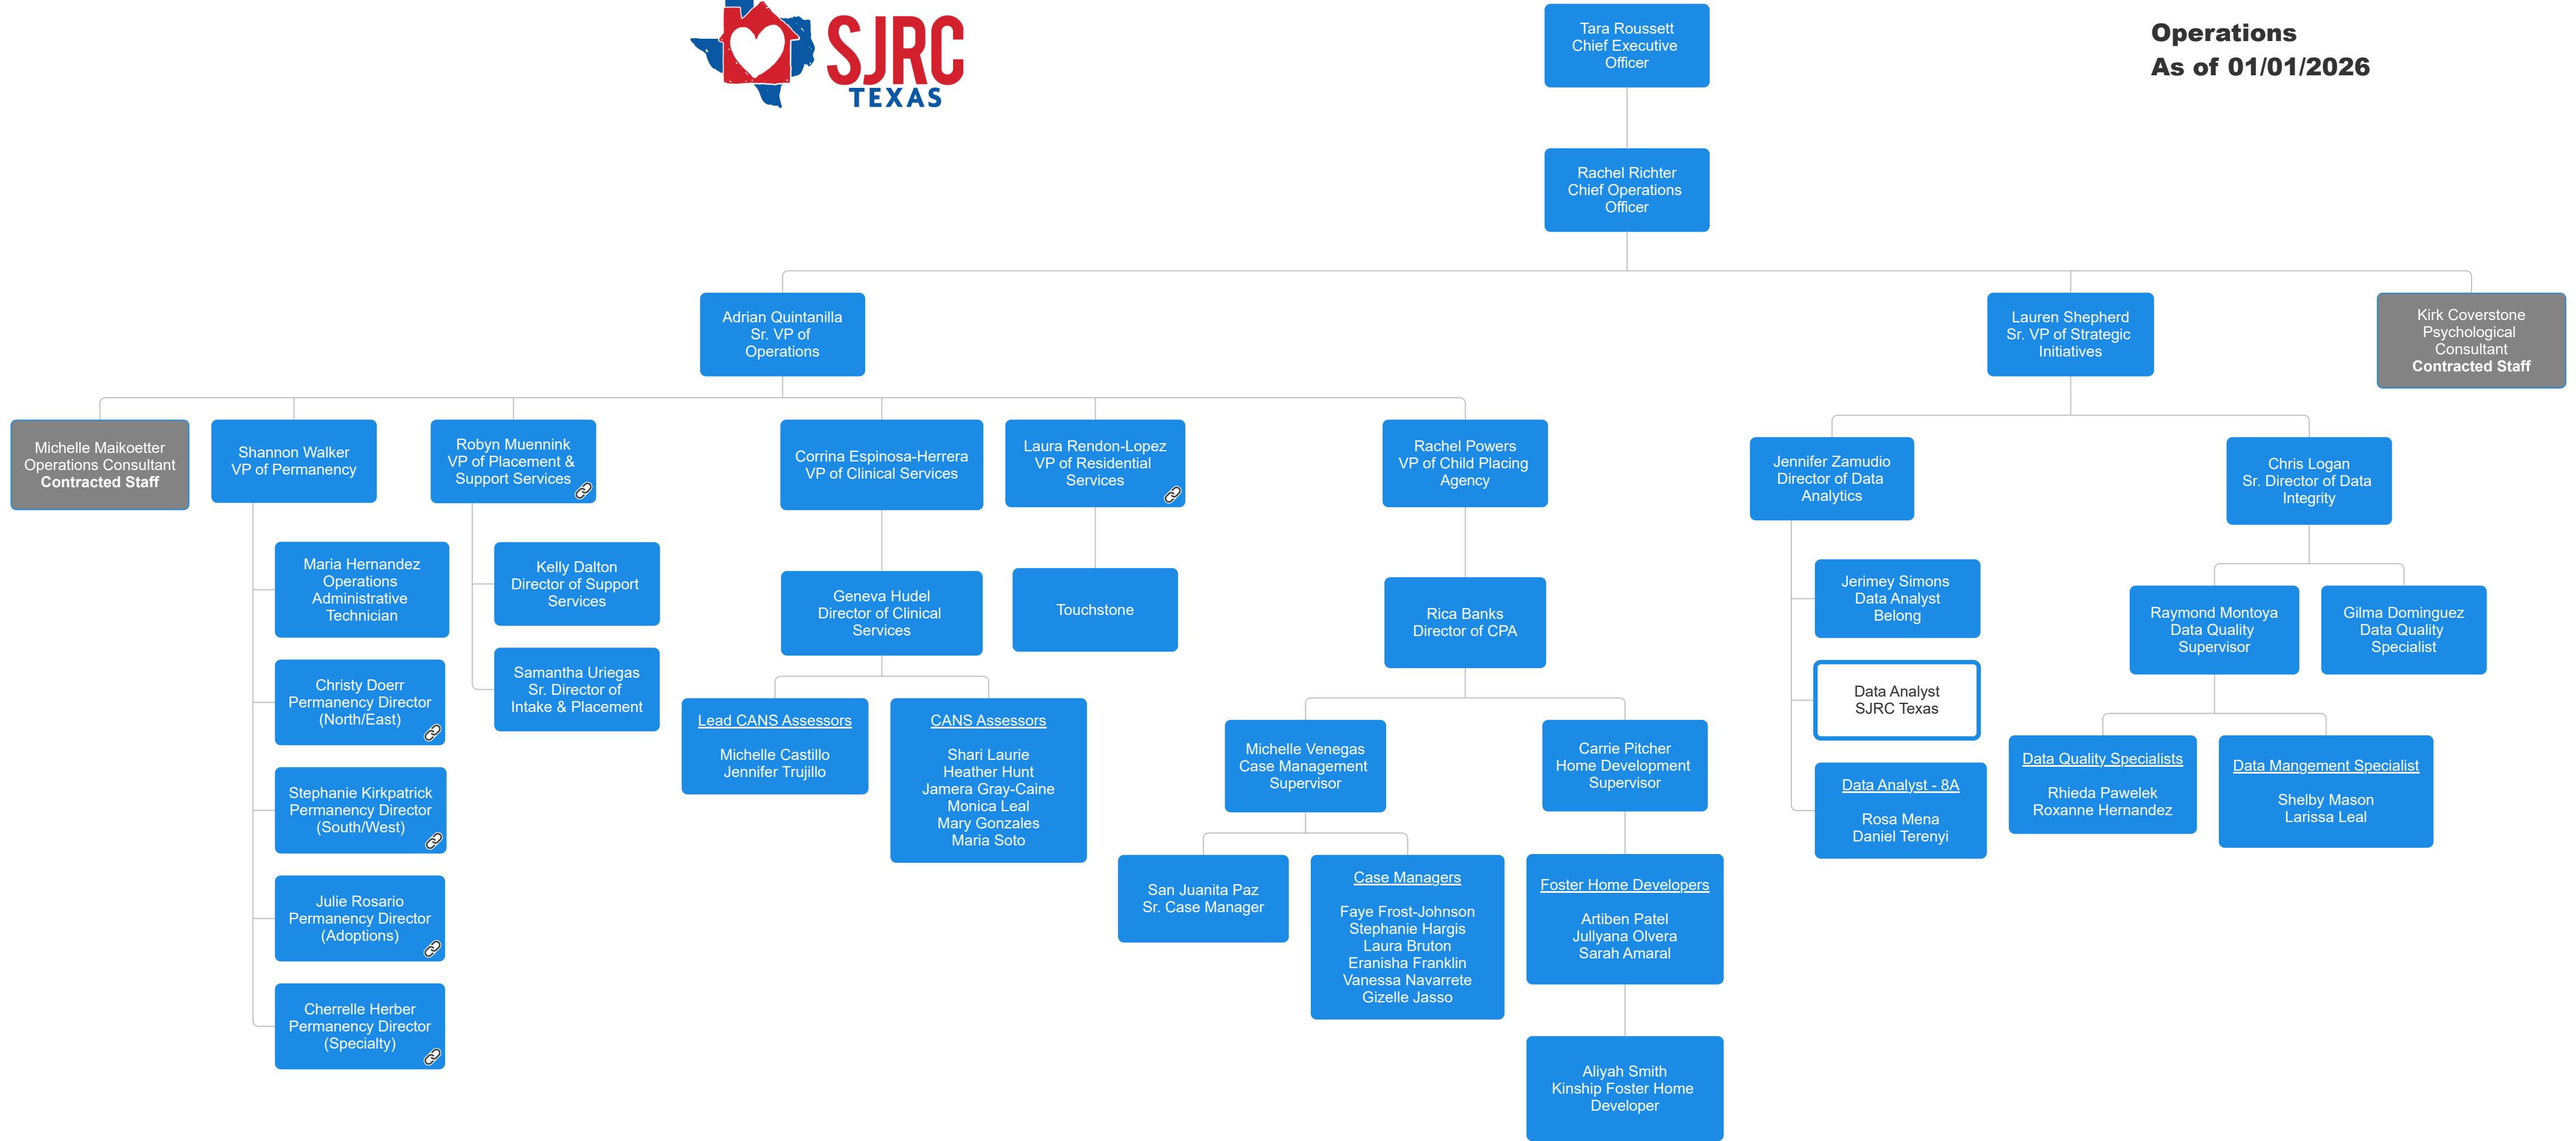 SJRC
TEXAS
Tara Roussett
Chief Executive
Officer
Operations
As of 01/01/2026
Rachel Richter
Chief Operations
Officer
Adrian Quintanilla
Sr. VP of
Operations
Lauren Shepherd
Sr. VP of Strategic
Initiatives
Kirk Coverstone
Psychological
Consultant
Contracted Staff
Michelle Maikoetter
Operations Consultant
Contracted Staff
Shannon Walker
VP of Permanency
Robyn Muennink
VP of Placement &
Support Services
Corrina Espinosa-Herrera
VP of Clinical Services
Laura Rendon-Lopez
VP of Residential
Services
Rachel Powers
VP of Child Placing
Agency
Jennifer Zamudio
Director of Data
Analytics
Chris Logan
Sr. Director of Data
Integrity
Maria Hernandez
Operations
Administrative
Technician
Christy Doerr
Permanency Director
(North/East)
Stephanie Kirkpatrick
Permanency Director
(South/West)
Julie Rosario
Permanency Director
(Adoptions)
Cherrelle Herber
Permanency Director
(Specialty)
Kelly Dalton
Director of Support
Services
Samantha Uriegas
Sr. Director of
Intake & Placement
Geneva Hudel
Director of Clinical
Services
Lead CANS Assessors
Michelle Castillo
Jennifer Trujillo
CANS Assessors
Shari Laurie
Heather Hunt
Jamera Gray-Caine
Monica Leal
Mary Gonzales
Maria Soto
Touchstone
Rica Banks
Director of CPA
Michelle Venegas
Case Management
Supervisor
Carrie Pitcher
Home Development
Supervisor
San Juanita Paz
Sr. Case Manager
Case Managers
Faye Frost-Johnson
Stephanie Hargis
Laura Bruton
Eranisha Franklin
Vanessa Navarrete
Gizelle Jasso
Foster Home Developers
Artiben Patel
Jullyana Olvera
Sarah Amaral
Aliyah Smith
Kinship Foster Home
Developer
Jerimey Simons
Data Analyst
Belong
Data Analyst
SJRC Texas
Data Analyst - 8A
Rosa Mena
Daniel Terenyi
Raymond Montoya
Data Quality
Supervisor
Gilma Dominguez
Data Quality
Specialist
Data Quality Specialists
Rhieda Pawelek
Roxanne Hernandez
Data Mangement Specialist
Shelby Mason
Larissa Leal